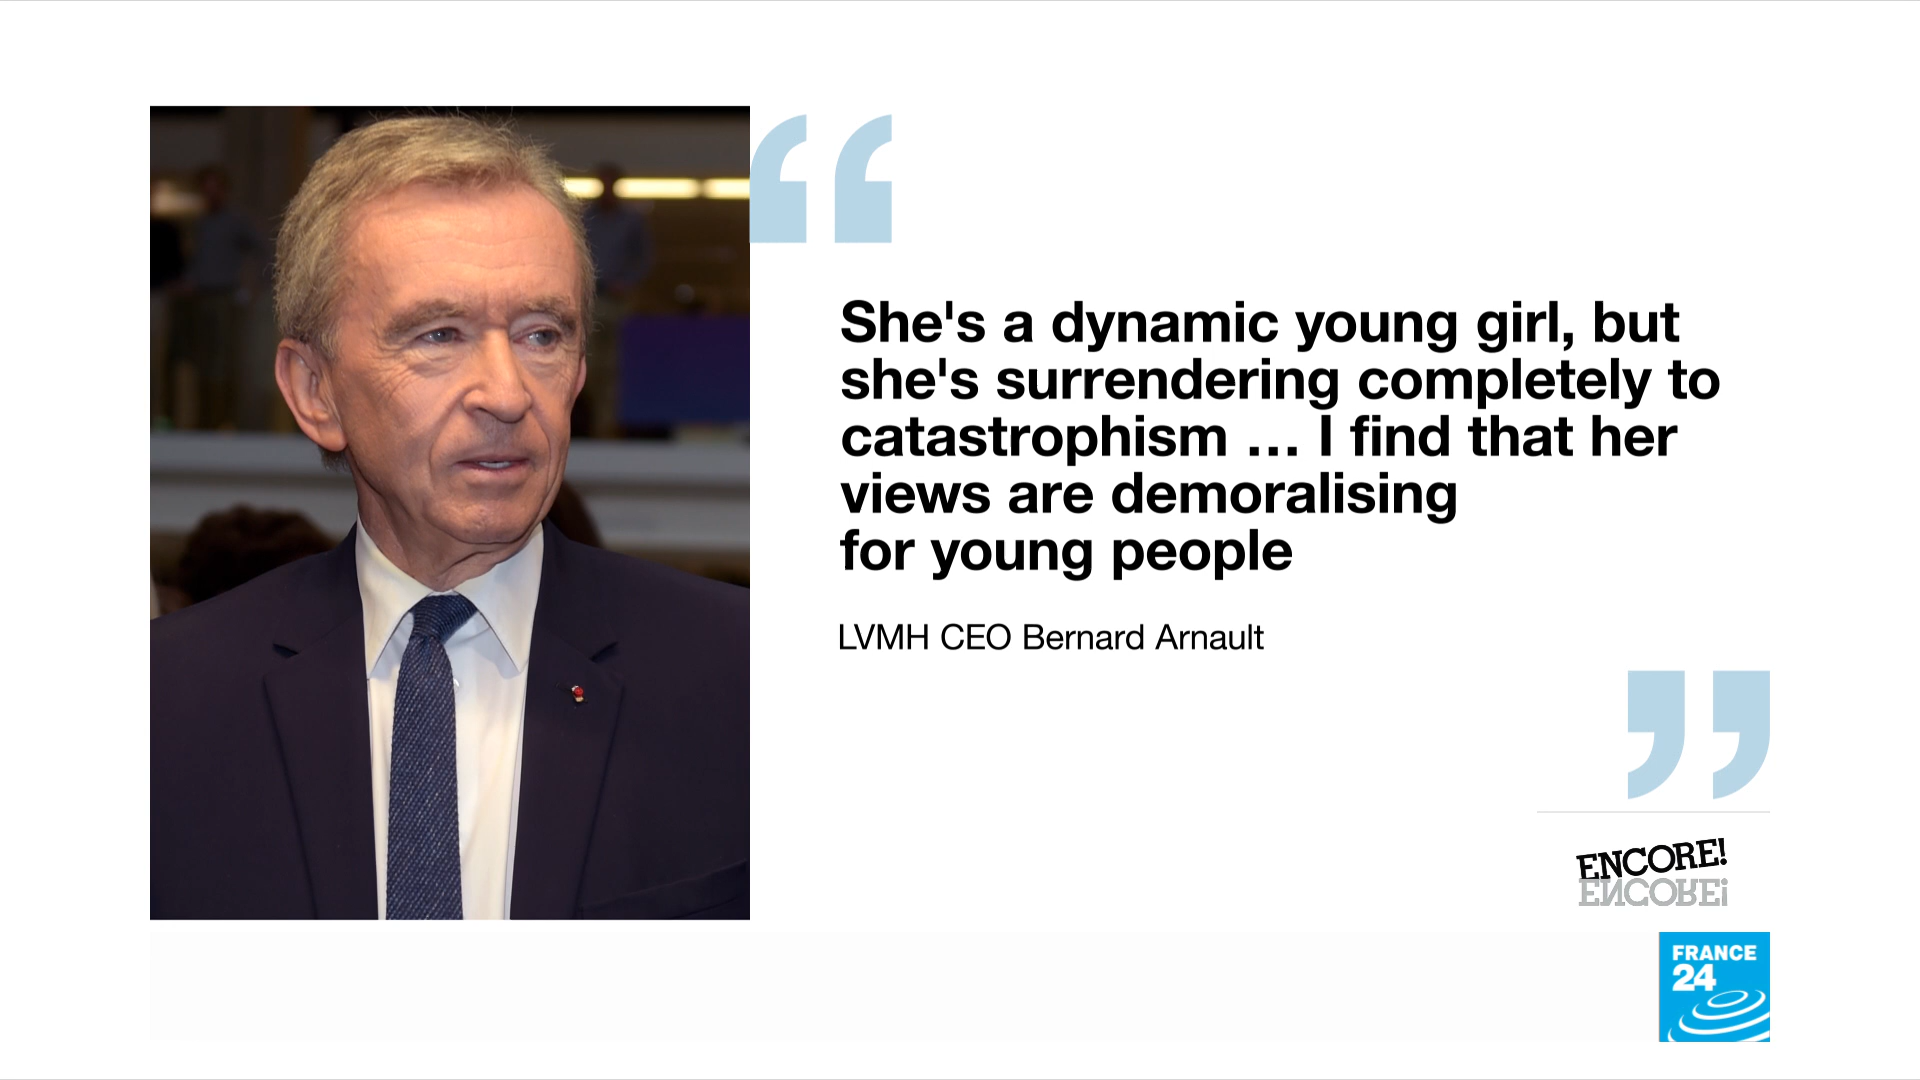 She's a dynamic young girl, but
she's surrendering completely to
catastrophism ... I find that her
views are demoralising
for young people
LVMH CEO Bernard Arnault
ENCORE!
FRANCE
24